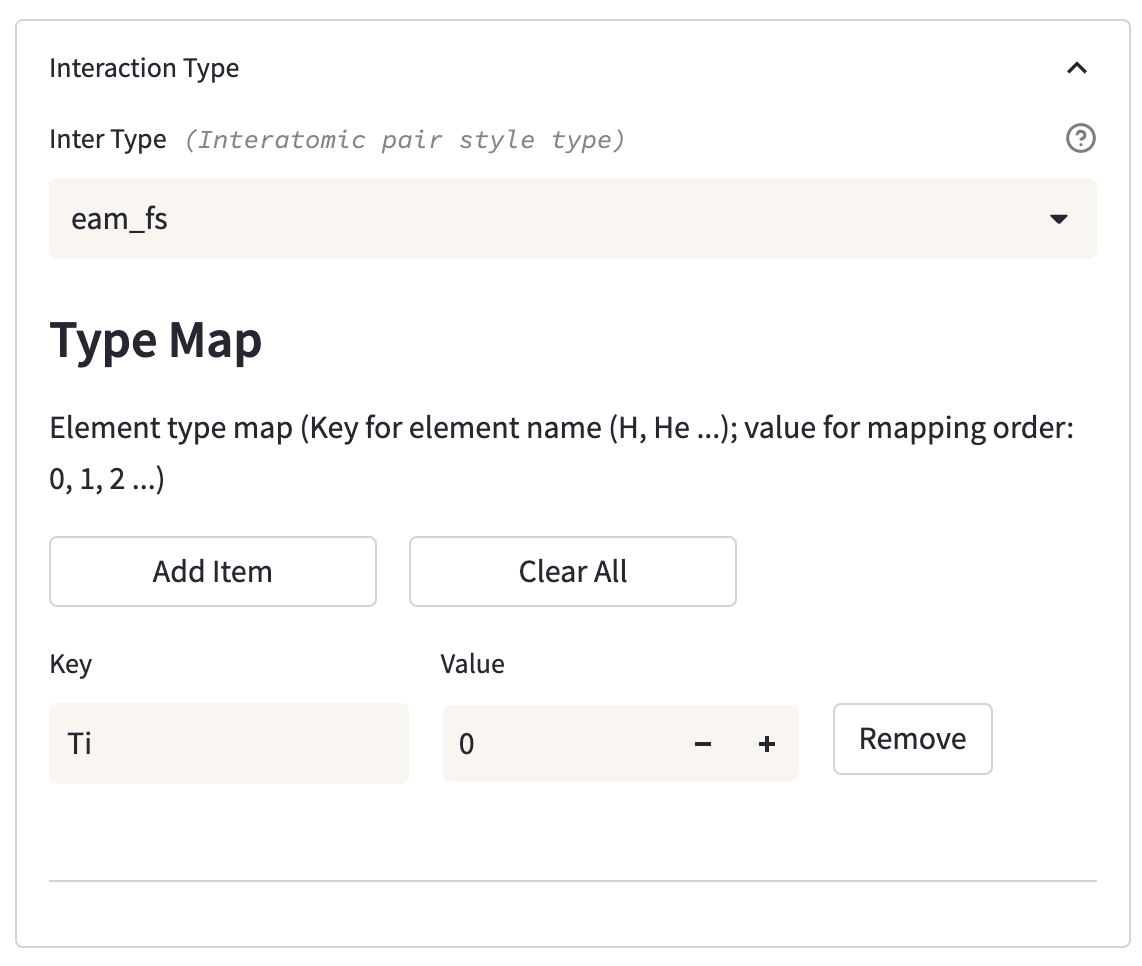 Interaction Type
Inter Type (Interatomic pair style type)
eam_fs
Type Map
Element type map (Key for element name (H, He ...); value for mapping order:
0, 1, 2 ...)
Add Item Clear All
Key Value
Ti 0 − + Remove